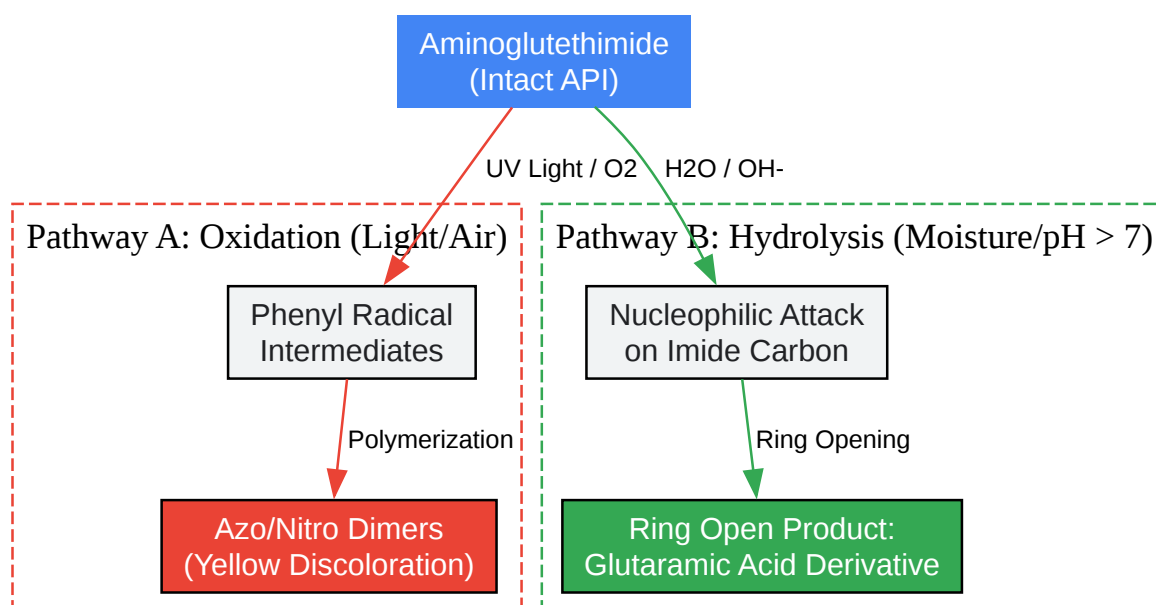 Aminoglutethimide
(Intact API)
UV Light / O2
H2O / OH-
Pathway A: Oxidation (Light/Air)
Pathway B: Hydrolysis (Moisture/pH > 7)
Phenyl Radical
Intermediates
Nucleophilic Attack
on Imide Carbon
Polymerization
Ring Opening
Azo/Nitro Dimers
(Yellow Discoloration)
Ring Open Product:
Glutaramic Acid Derivative